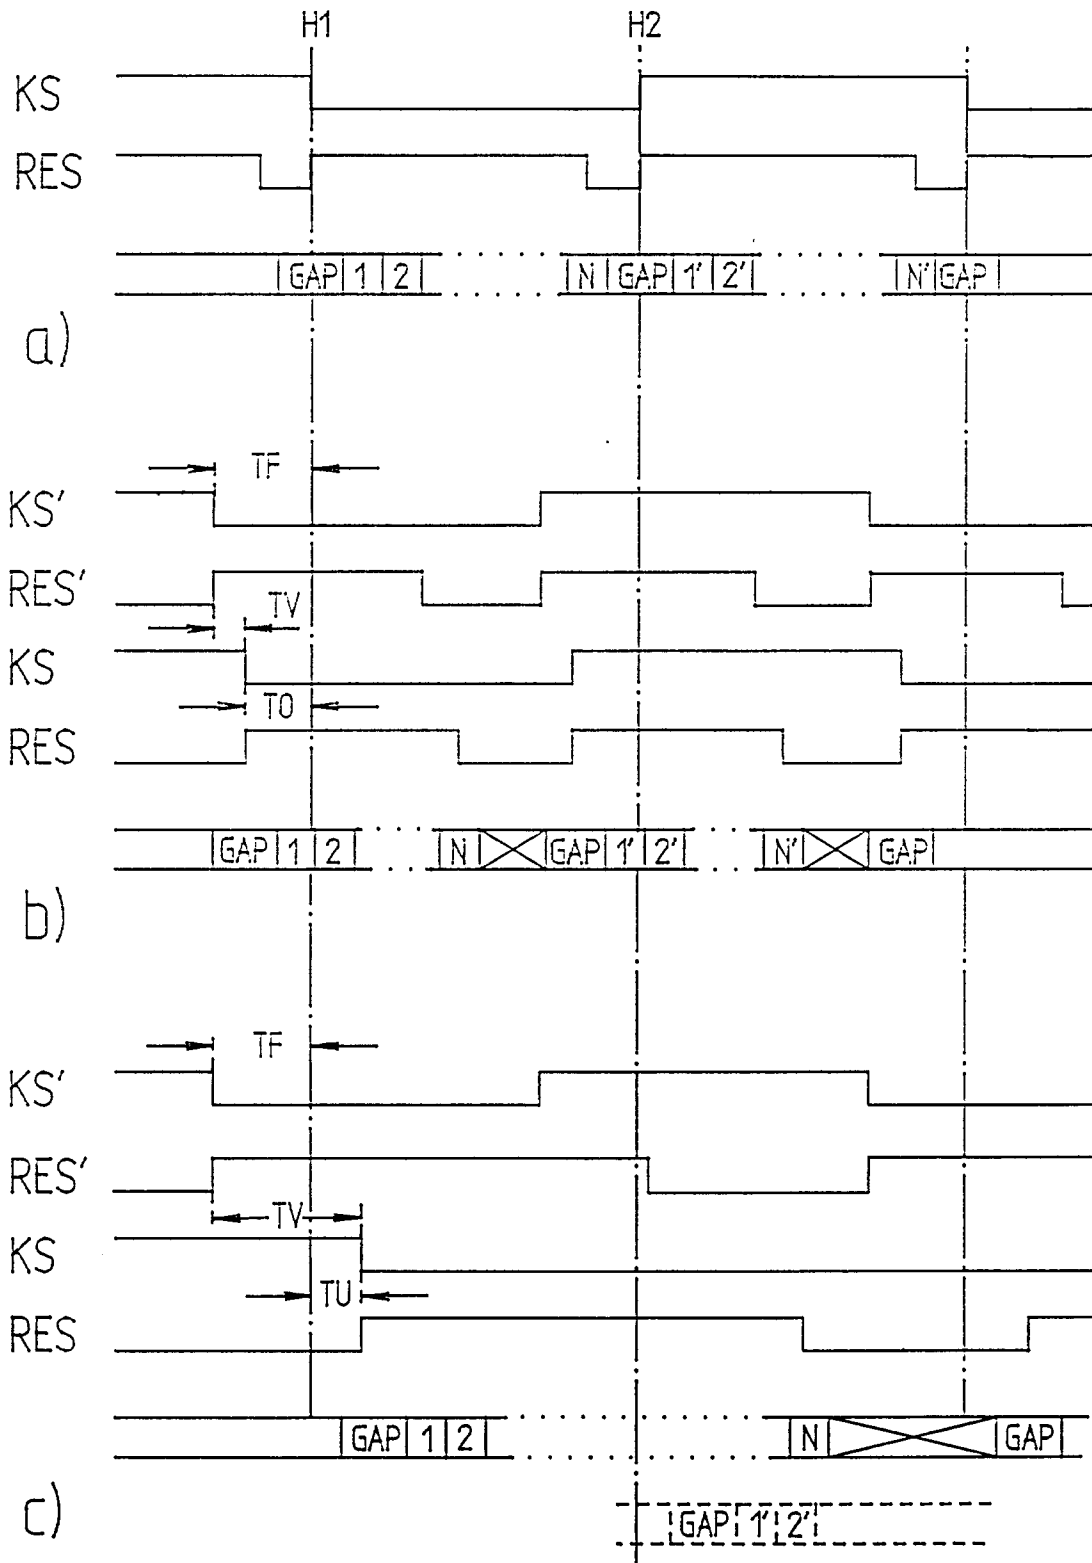 H1 H2
KS
RES
GAP 1 2 N GAP 1' 2' N' GAP
a)
TF
KS'
RES'
TV
KS
TO
RES
GAP 1 2 N GAP 1' 2' N' GAP
b)
TF
KS'
RES'
TV
KS
TU
RES
GAP 1 2 N GAP
c)
GAP 1' 2'